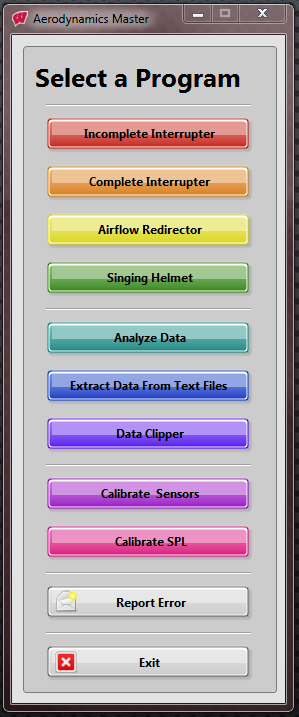 Aerodynamics Master
Select a Program
Incomplete Interrupter
Complete Interrupter
Airflow Redirector
Singing Helmet
Analyze Data
Extract Data From Text Files
Data Clipper
Calibrate  Sensors
Calibrate SPL
Report Error
Exit